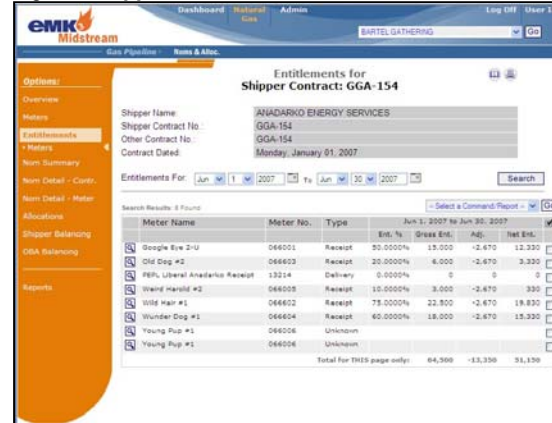 emK
Midstream
Dashboard Natural Gas Admin
Log Off User I
BARTEL GATHERING Go
Gas Pipeline - Noms & Alloc.
Options:
Overview
Meters
Entitlements
• Meters
Nom Summary
Nom Detail - Contr.
Nom Detail - Meter
Allocations
Shipper Balancing
OBA Balancing
Reports
Entitlements for
Shipper Contract: GGA-154
Shipper Name: ANADARKO ENERGY SERVICES
Shipper Contract No.: GGA-154
Other Contract No.: GGA-154
Contract Dated: Monday, January 01, 2007
Entitlements For: Jun 1 2007 To Jun 30 2007 Search
Search Results: 8 Found - Select a Command/Report - Go
Meter Name Meter No. Type Jun 1, 2007 to Jun 30, 2007
Ent. % Gross Ent. Adj. Net Ent.
Google Eye 2-U 066001 Receipt 50.0000% 15,000 -2,670 12,330
Old Dog #2 066603 Receipt 20.0000% 6,000 -2,670 3,330
PEPL Liberal Anadarko Receipt 13214 Delivery 0.0000% 0 0 0
Weird Harold #2 066005 Receipt 10.0000% 3,000 -2,670 330
Wild Hair #1 066602 Receipt 75.0000% 22,500 -2,670 19,830
Wunder Dog #1 066604 Receipt 60.0000% 18,000 -2,670 15,330
Young Pup #1 066006 Unknown
Young Pup #1 066006 Unknown
Total for THIS page only: 64,500 -13,350 51,150